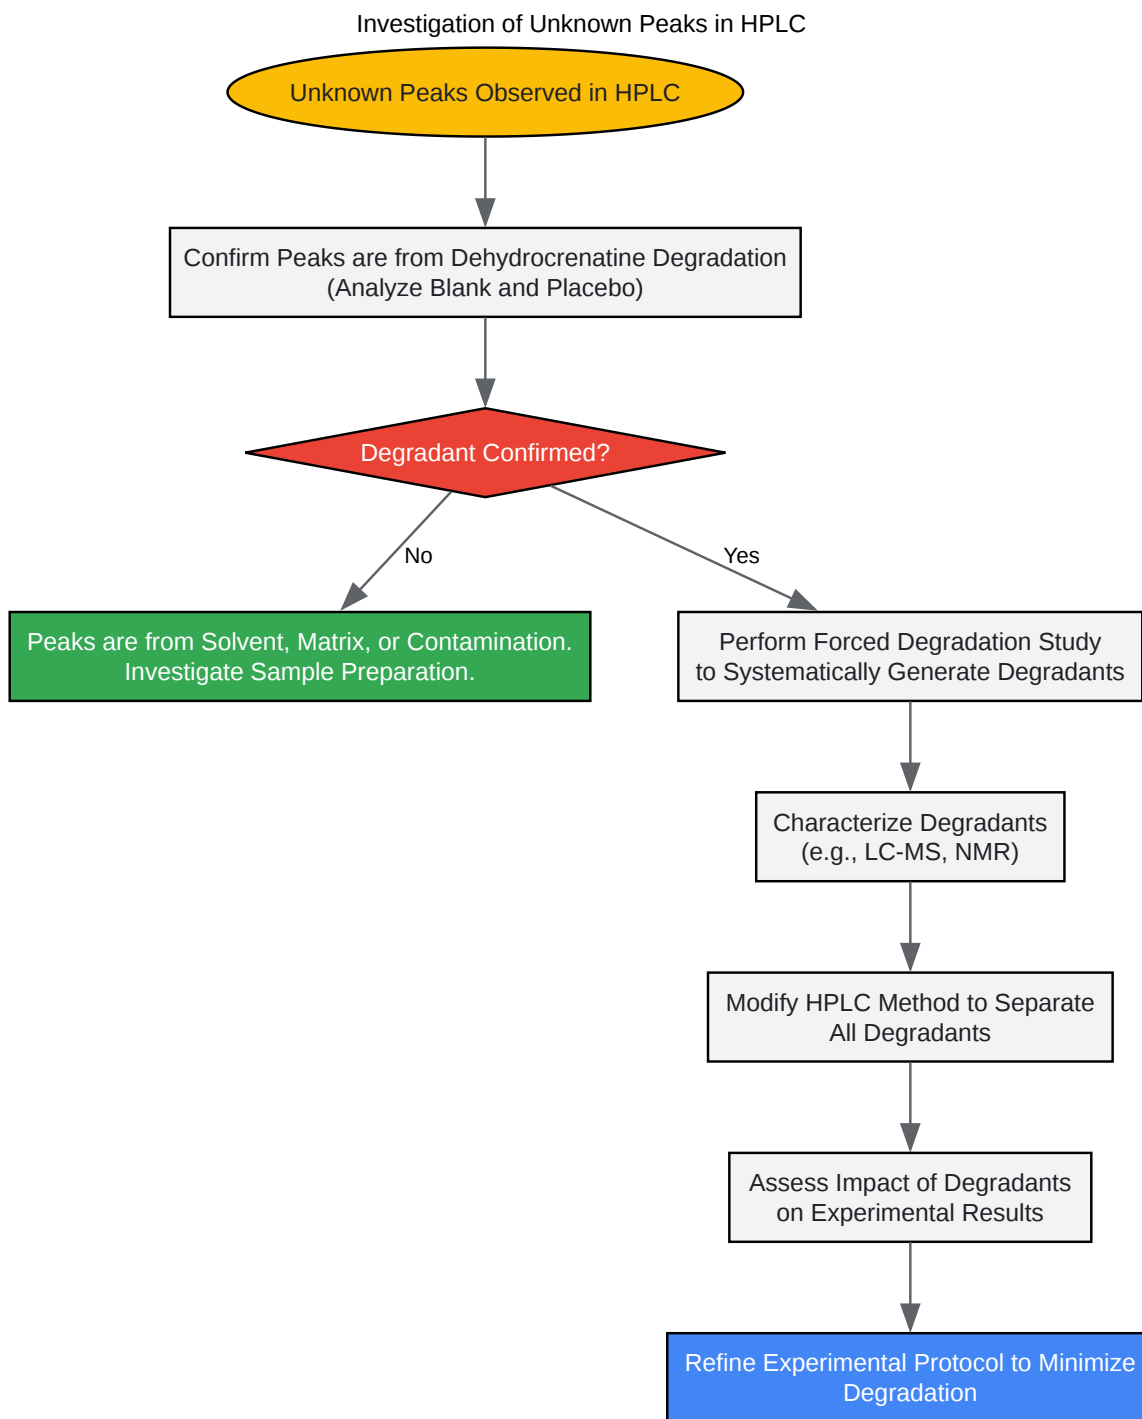 Investigation of Unknown Peaks in HPLC
Unknown Peaks Observed in HPLC
Confirm Peaks are from Dehydrocrenatine Degradation
(Analyze Blank and Placebo)
Degradant Confirmed?
No
Yes
Peaks are from Solvent, Matrix, or Contamination.
Investigate Sample Preparation.
Perform Forced Degradation Study
to Systematically Generate Degradants
Characterize Degradants
(e.g., LC-MS, NMR)
Modify HPLC Method to Separate
All Degradants
Assess Impact of Degradants
on Experimental Results
Refine Experimental Protocol to Minimize
Degradation